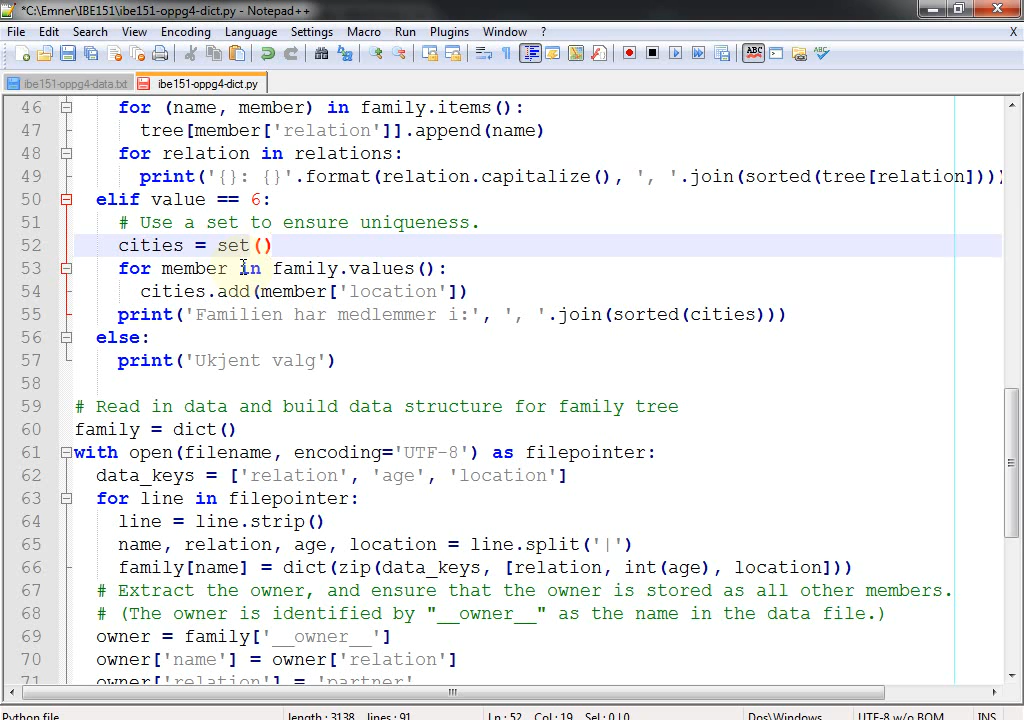 *C:\Emner\IBE151\ibe151-oppg4-dict.py - Notepad++
File Edit Search View Encoding Language Settings Macro Run Plugins Window ? X
ibe151-oppg4-data.txt ibe151-oppg4-dict.py
46 for (name, member) in family.items():
47 tree[member['relation']].append(name)
48 for relation in relations:
49 print('{}: {}'.format(relation.capitalize(), ', '.join(sorted(tree[relation])))
50 elif value == 6:
51 # Use a set to ensure uniqueness.
52 cities = set()
53 for member in family.values():
54 cities.add(member['location'])
55 print('Familien har medlemmer i:', ', '.join(sorted(cities)))
56 else:
57 print('Ukjent valg')
58
59 # Read in data and build data structure for family tree
60 family = dict()
61 with open(filename, encoding='UTF-8') as filepointer:
62 data_keys = ['relation', 'age', 'location']
63 for line in filepointer:
64 line = line.strip()
65 name, relation, age, location = line.split('|')
66 family[name] = dict(zip(data_keys, [relation, int(age), location]))
67 # Extract the owner, and ensure that the owner is stored as all other members.
68 # (The owner is identified by "__owner__" as the name in the data file.)
69 owner = family['__owner__']
70 owner['name'] = owner['relation']
71 owner['relation'] = 'partner'
Python file length : 3138 lines : 91 Ln : 52 Col : 19 Sel : 0 | 0 Dos\Windows UTF-8 w/o BOM INS